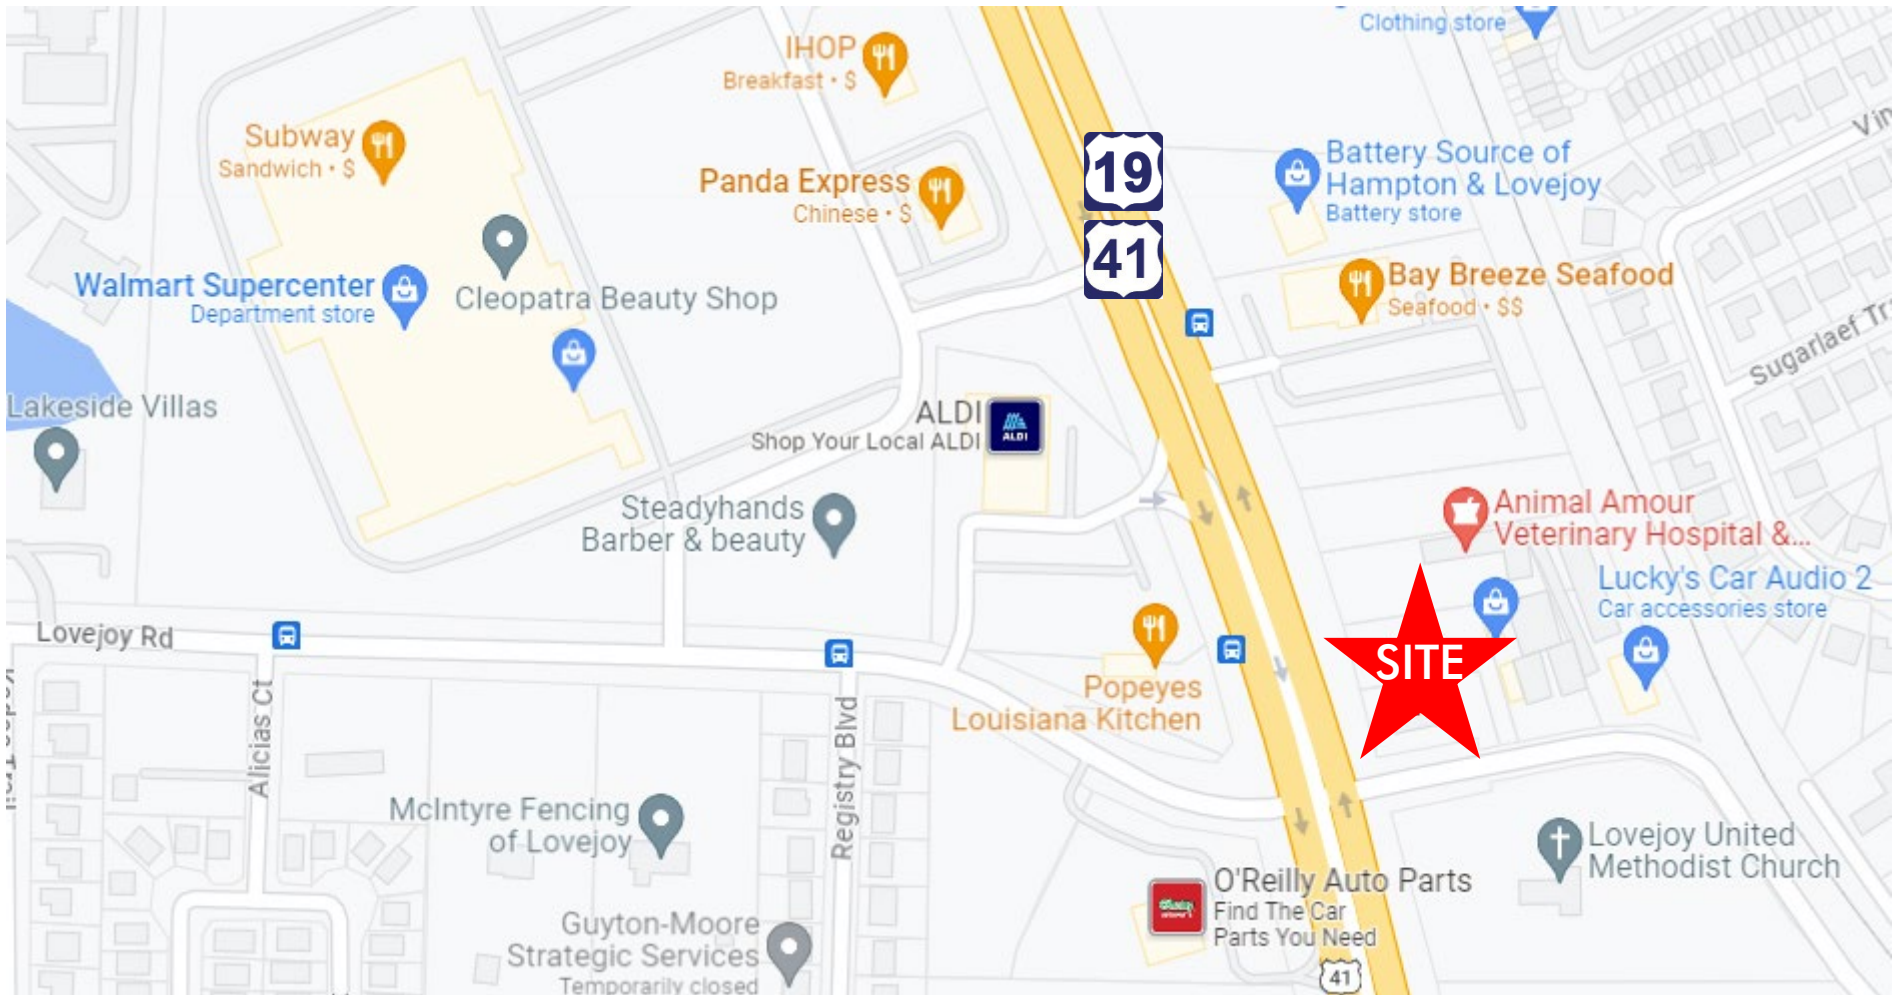 Clothing store
IHOP
Breakfast • $
Subway
Sandwich • $
Panda Express
Chinese • $
19
41
Battery Source of
Hampton & Lovejoy
Battery store
Walmart Supercenter
Department store
Cleopatra Beauty Shop
Bay Breeze Seafood
Seafood • $$
Sugarlaef Tr
Lakeside Villas
ALDI
Shop Your Local ALDI
ALDI
Steadyhands
Barber & beauty
Animal Amour
Veterinary Hospital &...
Lucky's Car Audio 2
Car accessories store
Lovejoy Rd
SITE
Popeyes
Louisiana Kitchen
Alicias Ct
Registry Blvd
McIntyre Fencing
of Lovejoy
Lovejoy United
Methodist Church
O'Reilly Auto Parts
Find The Car
Parts You Need
Guyton-Moore
Strategic Services
Temporarily closed
41